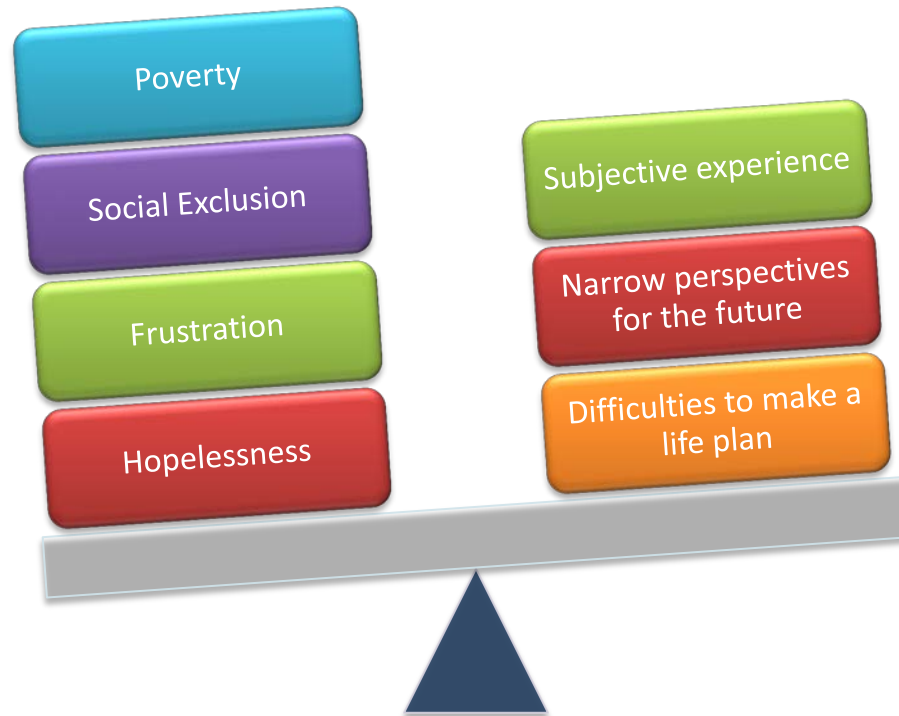 Poverty
Social Exclusion
Frustration
Hopelessness
Subjective experience
Narrow perspectives
for the future
Difficulties to make a
life plan